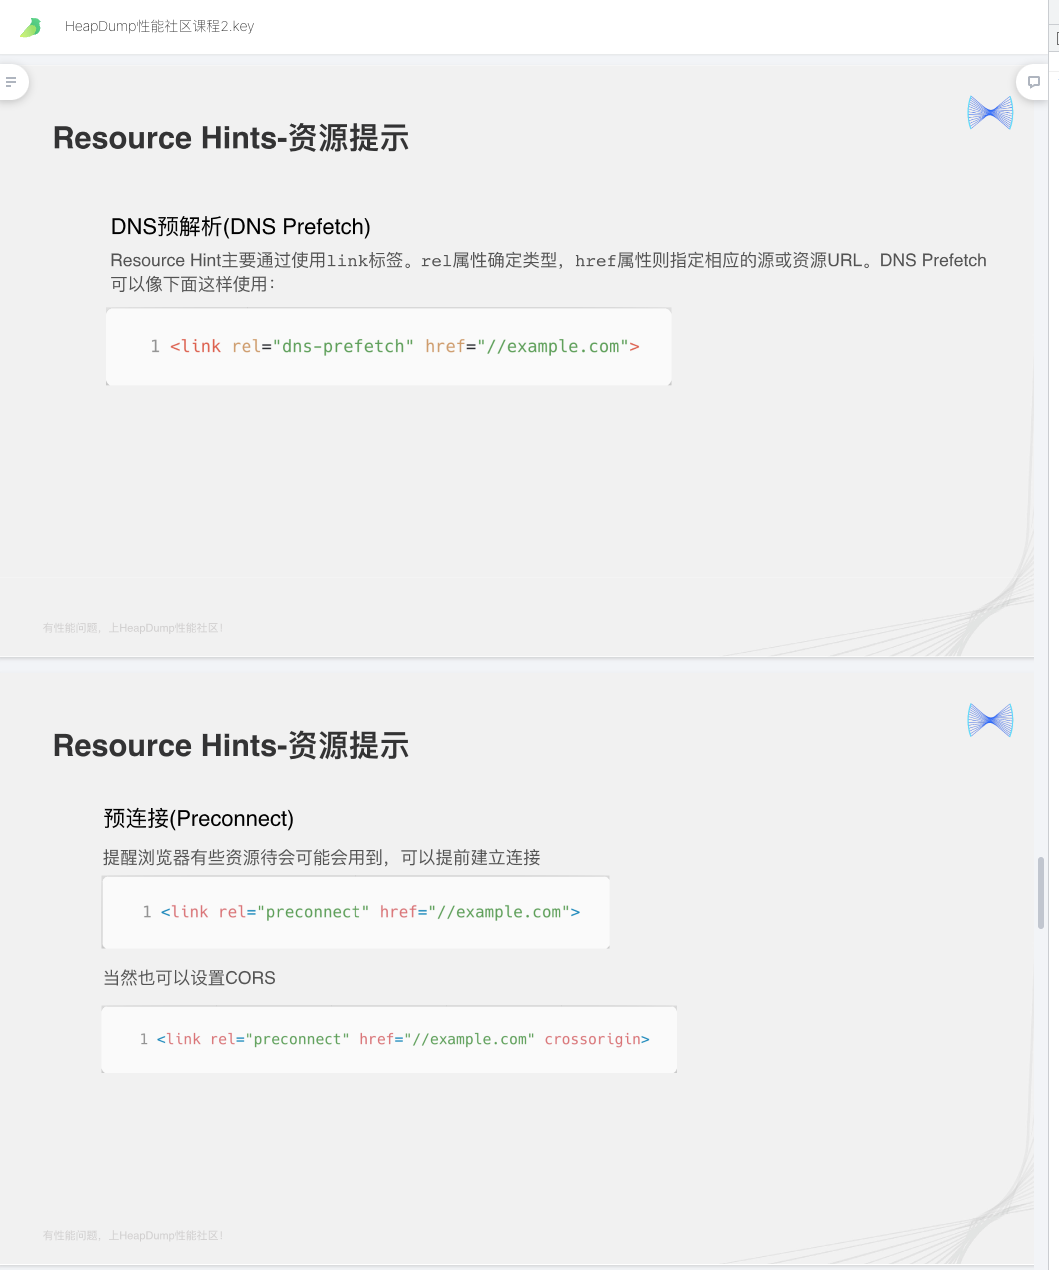 HeapDump性能社区课程2.key
Resource Hints-资源提示
DNS预解析(DNS Prefetch)
Resource Hint主要通过使用link标签。rel属性确定类型，href属性则指定相应的源或资源URL。DNS Prefetch
可以像下面这样使用：
1 <link rel="dns-prefetch" href="//example.com">
有性能问题，上HeapDump性能社区！
Resource Hints-资源提示
预连接(Preconnect)
提醒浏览器有些资源待会可能会用到，可以提前建立连接
1 <link rel="preconnect" href="//example.com">
当然也可以设置CORS
1 <link rel="preconnect" href="//example.com" crossorigin>
有性能问题，上HeapDump性能社区！